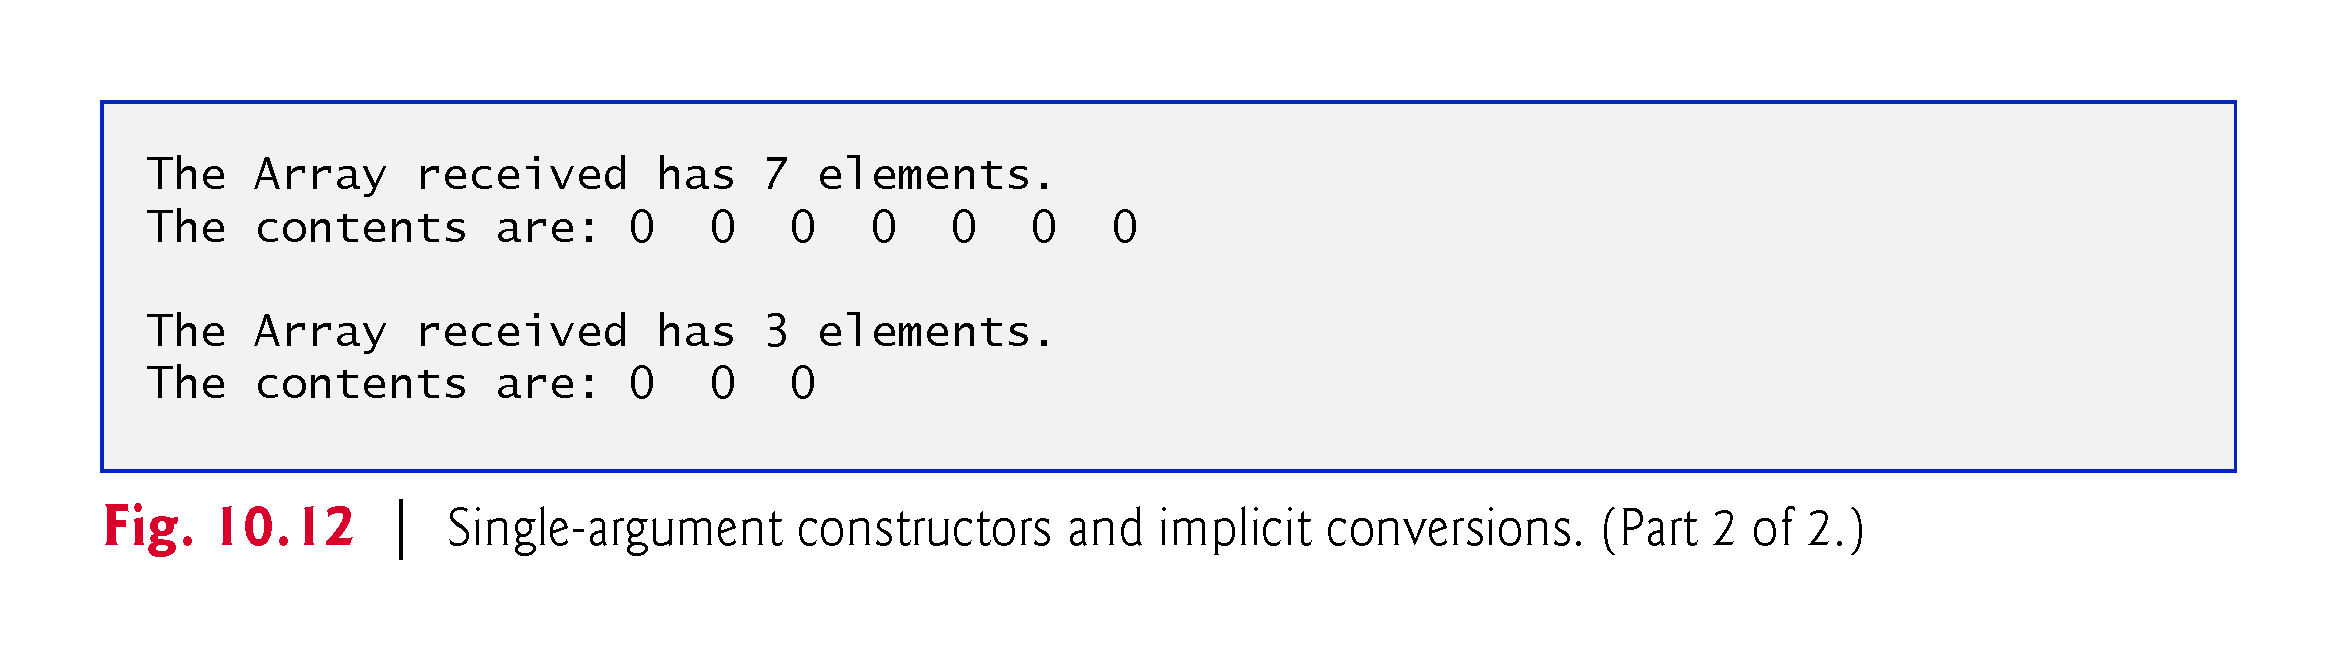 The Array received has 7 elements.
The contents are: 0  0  0  0  0  0  0
The Array received has 3 elements.
The contents are: 0  0  0
Fig. 10.12 | Single-argument constructors and implicit conversions. (Part 2 of 2.)